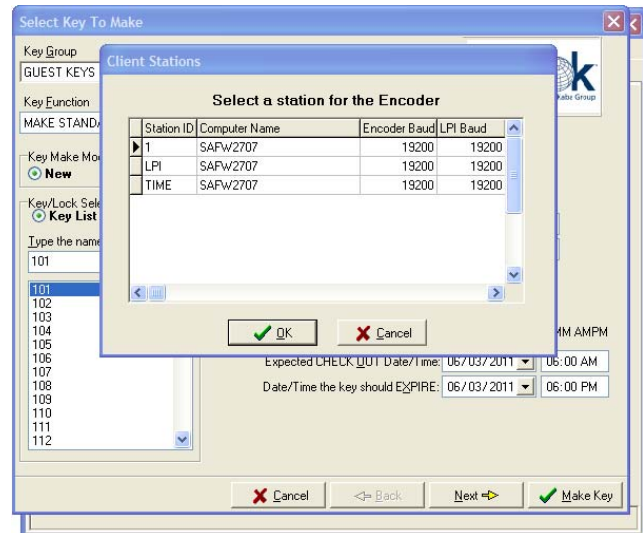 Select Key To Make
Key Group
GUEST KEYS
Key Function
MAKE STANDA
Key Make Mo
New
Key/Lock Sele
Key List
Type the name
101
101
102
103
104
105
106
107
108
109
110
111
112
Client Stations
Select a station for the Encoder
Station ID Computer Name Encoder Baud LPI Baud
1 SAFW2707 19200 19200
LPI SAFW2707 19200 19200
TIME SAFW2707 19200 19200
OK Cancel
ok
Kaba Group
MM AMPM
Expected CHECK OUT Date/Time: 06/03/2011 06:00 AM
Date/Time the key should EXPIRE: 06/03/2011 06:00 PM
Cancel Back Next Make Key